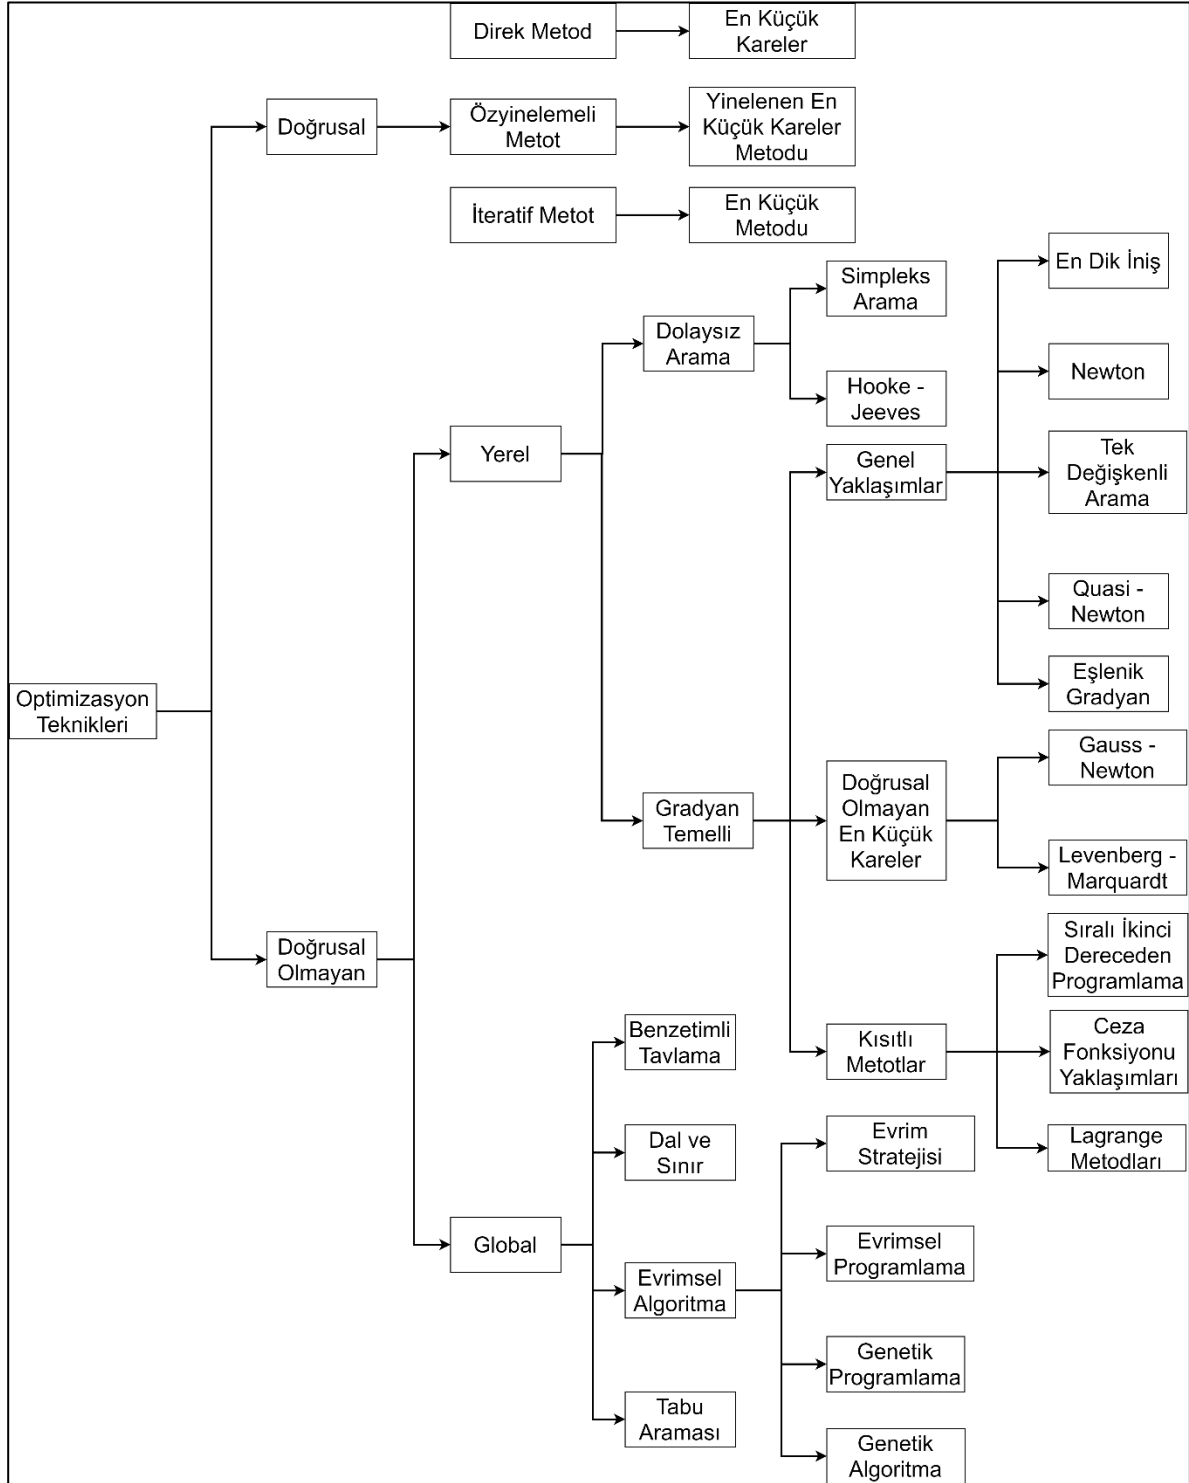 Direk Metod
En Küçük
Kareler
Doğrusal
Özyinelemeli
Metot
Yinelenen En
Küçük Kareler
Metodu
İteratif Metot
En Küçük
Metodu
Optimizasyon
Teknikleri
Doğrusal
Olmayan
Yerel
Dolaysız
Arama
Simpleks
Arama
Hooke -
Jeeves
Gradyan
Temelli
Genel
Yaklaşımlar
En Dik İniş
Newton
Tek
Değişkenli
Arama
Quasi -
Newton
Eşlenik
Gradyan
Doğrusal
Olmayan
En Küçük
Kareler
Gauss -
Newton
Levenberg -
Marquardt
Kısıtlı
Metotlar
Sıralı İkinci
Dereceden
Programlama
Ceza
Fonksiyonu
Yaklaşımları
Lagrange
Metodları
Global
Benzetimli
Tavlama
Dal ve
Sınır
Evrimsel
Algoritma
Evrim
Stratejisi
Evrimsel
Programlama
Genetik
Programlama
Genetik
Algoritma
Tabu
Araması